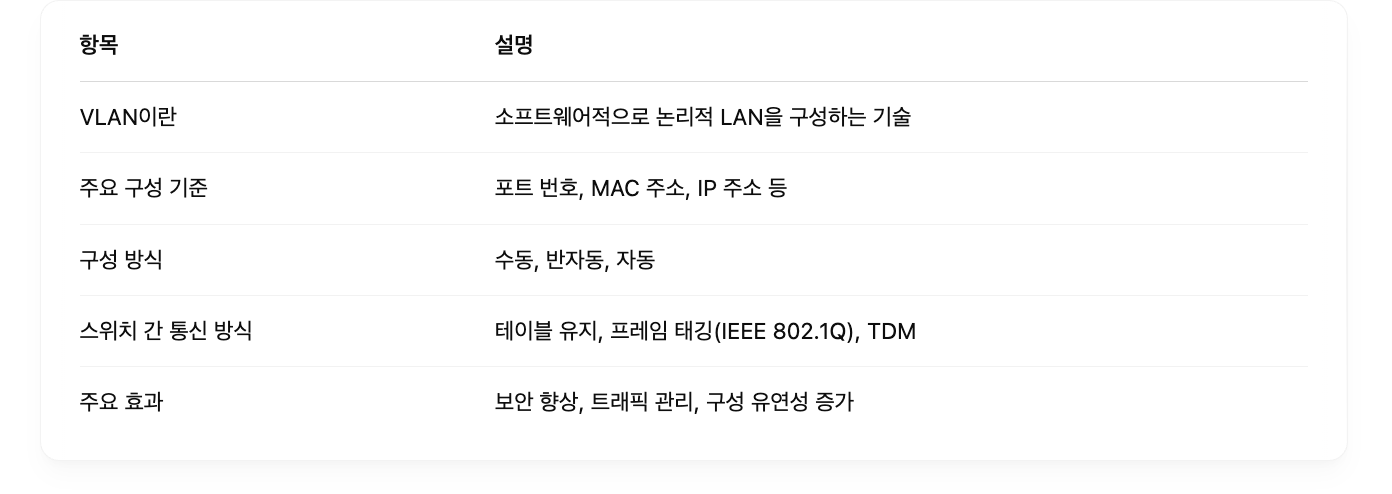 항목 설명
VLAN이란 소프트웨어적으로 논리적 LAN을 구성하는 기술
주요 구성 기준 포트 번호, MAC 주소, IP 주소 등
구성 방식 수동, 반자동, 자동
스위치 간 통신 방식 테이블 유지, 프레임 태깅(IEEE 802.1Q), TDM
주요 효과 보안 향상, 트래픽 관리, 구성 유연성 증가